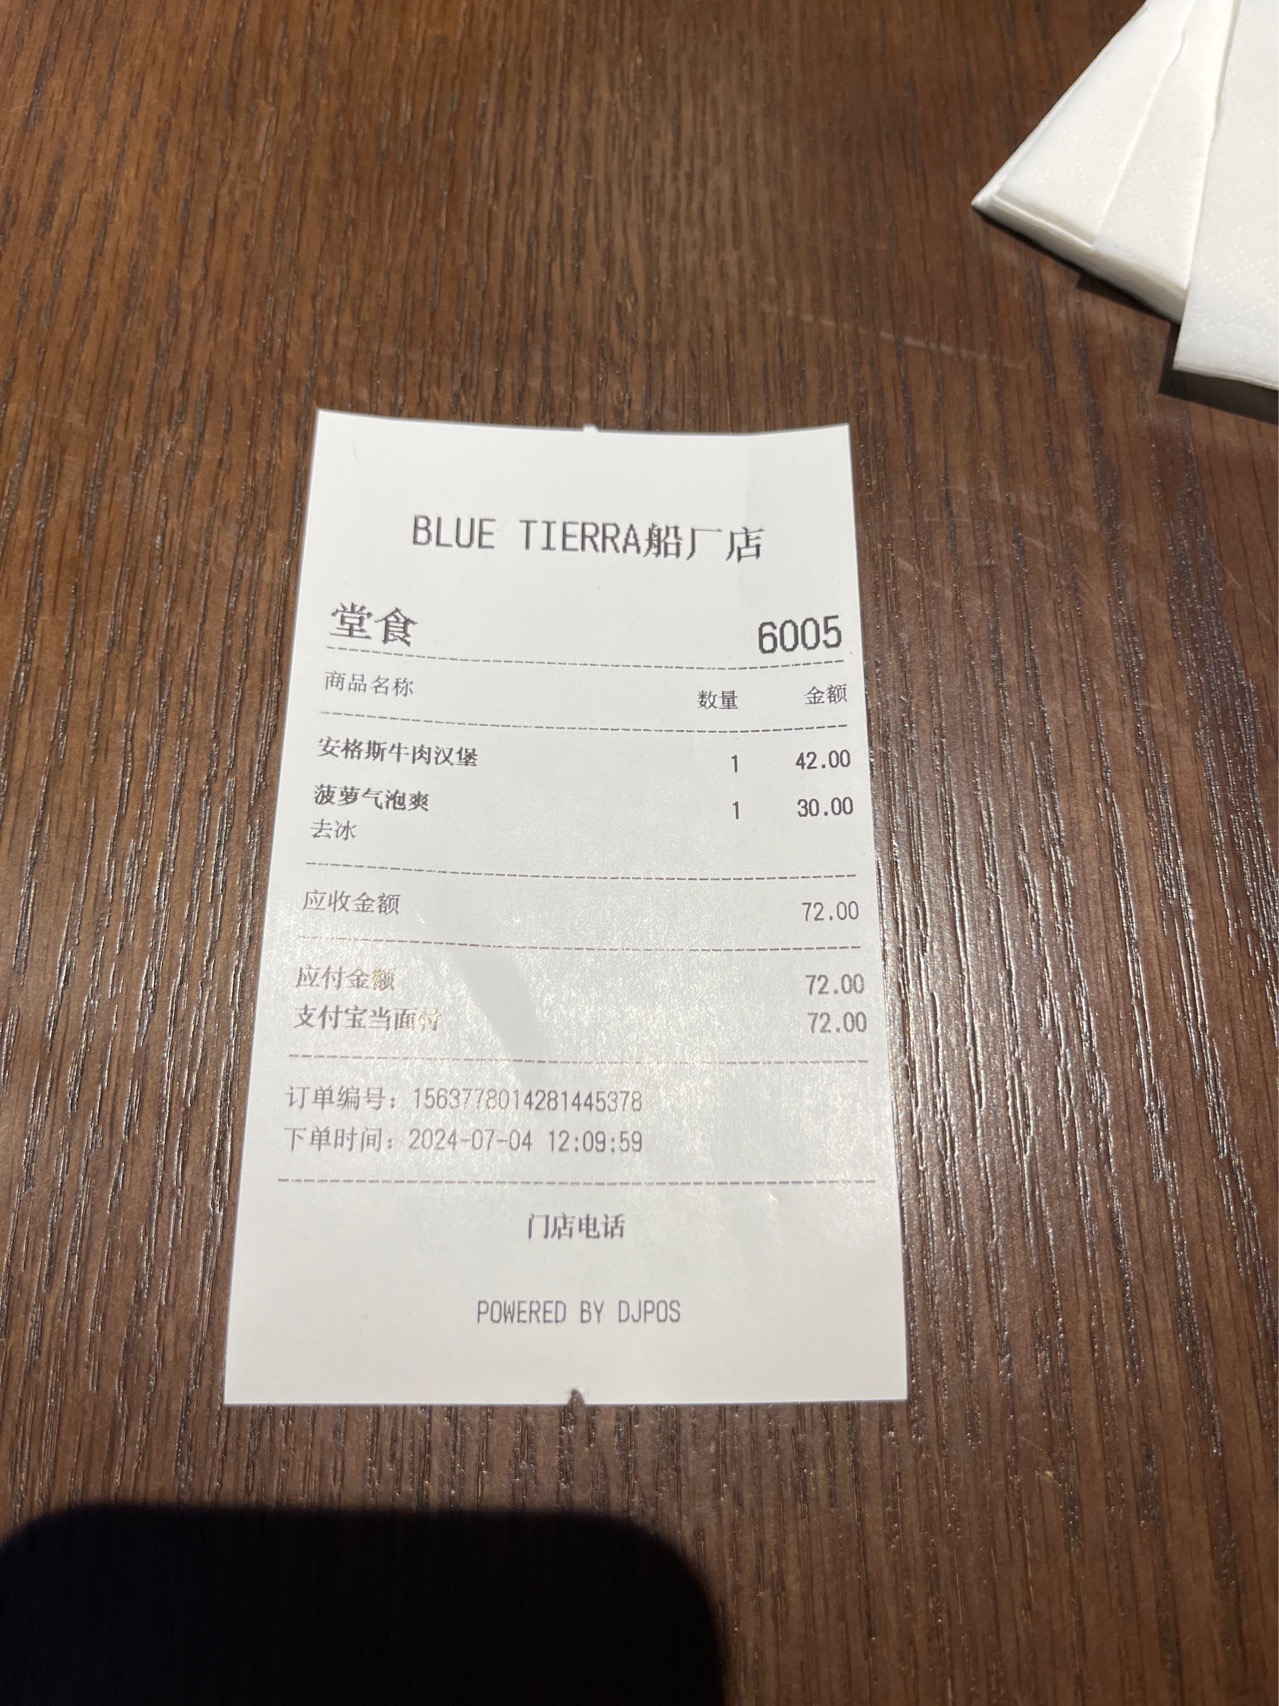 BLUE TIERRA船厂店
堂食 6005
商品名称 数量 金额
安格斯牛肉汉堡 1 42.00
菠萝气泡爽 1 30.00
去冰
应收金额 72.00
应付金额 72.00
支付宝当面付 72.00
订单编号：1563778014281445378
下单时间：2024-07-04 12:09:59
门店电话
POWERED BY DJPOS